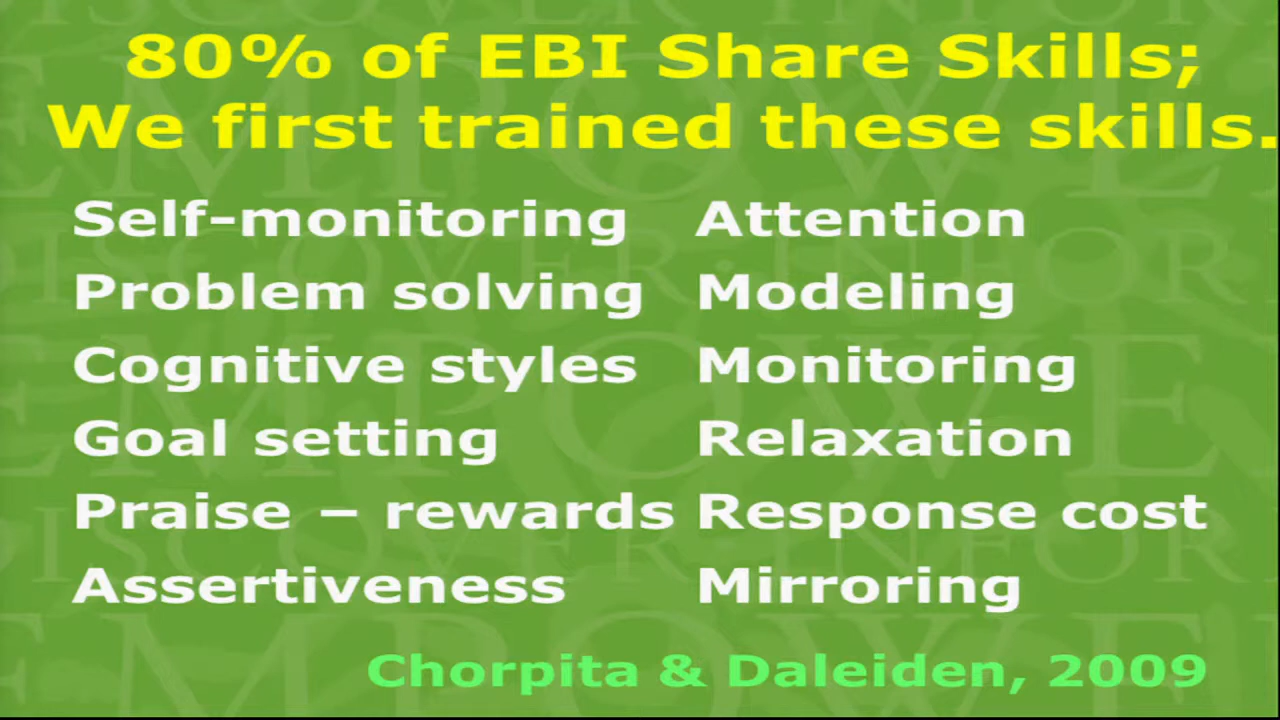 80% of EBI Share Skills;
We first trained these skills.
Self-monitoring
Problem solving
Cognitive styles
Goal setting
Praise – rewards
Assertiveness
Attention
Modeling
Monitoring
Relaxation
Response cost
Mirroring
Chorpita & Daleiden, 2009